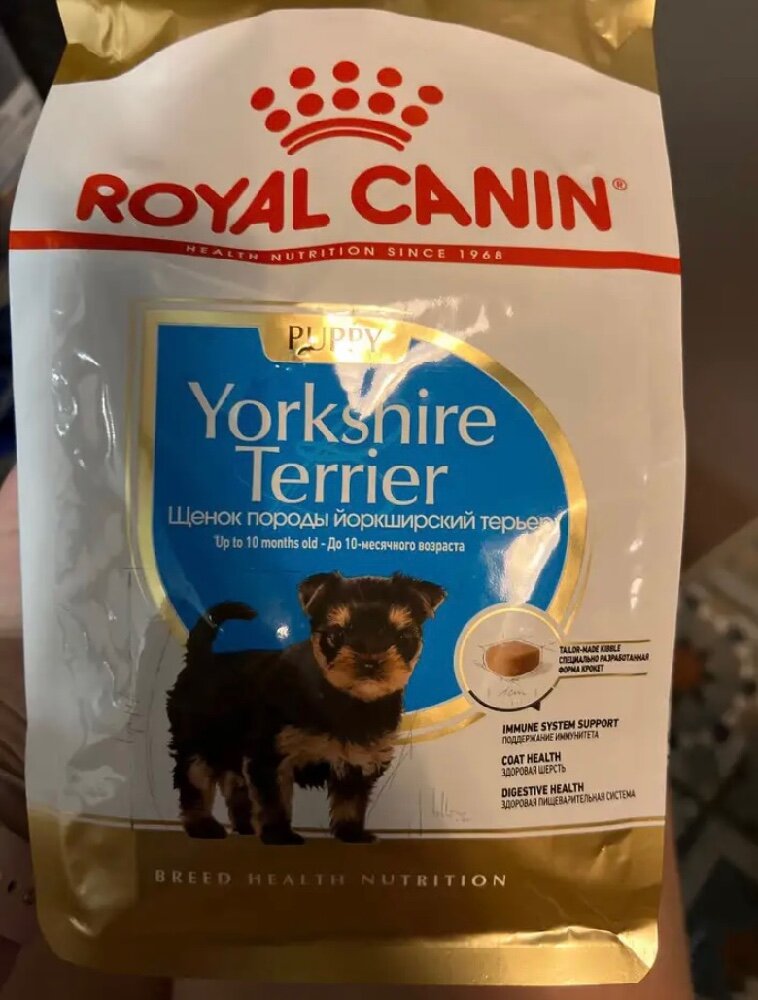 ROYAL CANIN®
HEALTH NUTRITION SINCE 1968
PUPPY
Yorkshire
Terrier
Щенок породы йоркширский терьер
Up to 10 months old - До 10-месячного возраста
TAILOR-MADE KIBBLE
СПЕЦИАЛЬНО РАЗРАБОТАННАЯ
ФОРМА КРОКЕТ
1cm
IMMUNE SYSTEM SUPPORT
ПОДДЕРЖАНИЕ ИММУНИТЕТА
COAT HEALTH
ЗДОРОВАЯ ШЕРСТЬ
DIGESTIVE HEALTH
ЗДОРОВАЯ ПИЩЕВАРИТЕЛЬНАЯ СИСТЕМА
BREED HEALTH NUTRITION